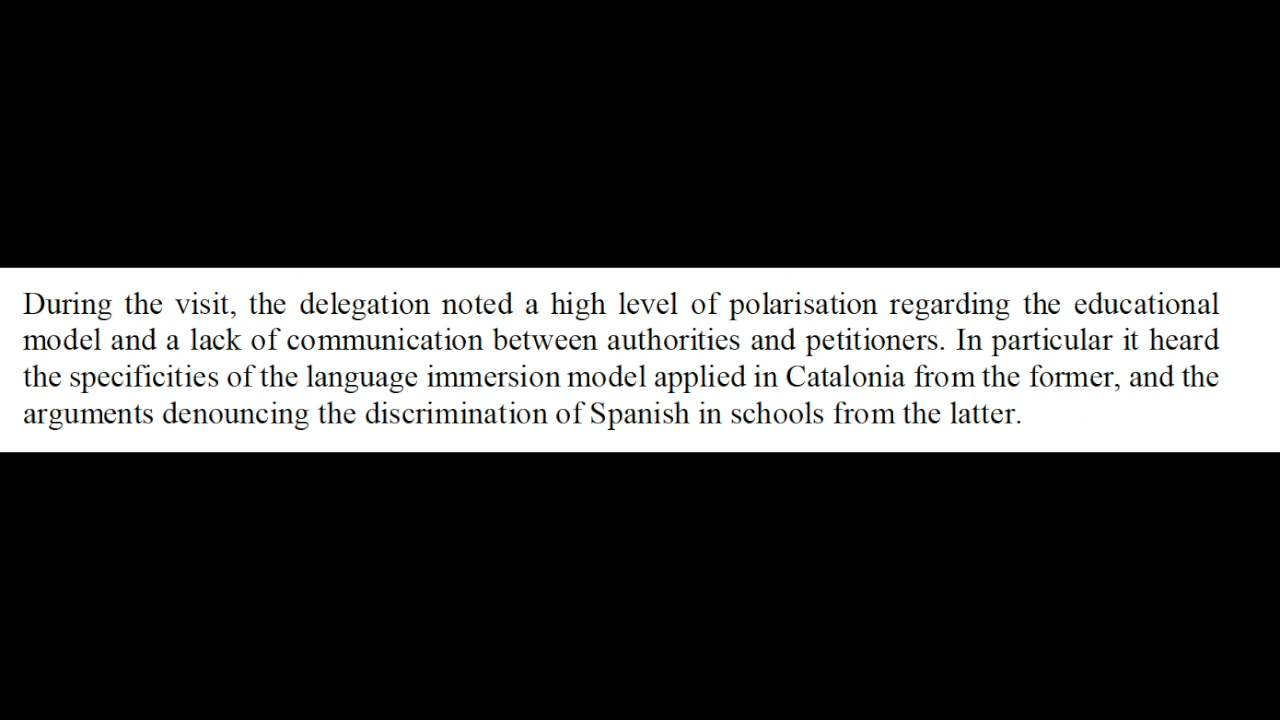 During the visit, the delegation noted a high level of polarisation regarding the educational
model and a lack of communication between authorities and petitioners. In particular it heard
the specificities of the language immersion model applied in Catalonia from the former, and the
arguments denouncing the discrimination of Spanish in schools from the latter.